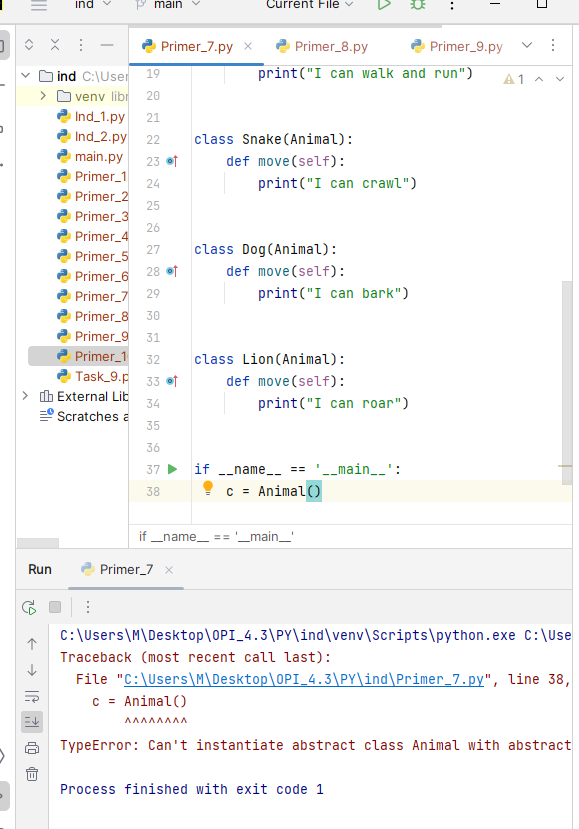 ind
main
Current File
Primer_7.py
Primer_8.py
Primer_9.py
ind C:\User
venv libr
Ind_1.py
Ind_2.py
main.py
Primer_1
Primer_2
Primer_3
Primer_4
Primer_5
Primer_6
Primer_7
Primer_8
Primer_9
Primer_1
Task_9.p
External Lib
Scratches a
19 print("I can walk and run")
1
20
21
22 class Snake(Animal):
23 def move(self):
24 print("I can crawl")
25
26
27 class Dog(Animal):
28 def move(self):
29 print("I can bark")
30
31
32 class Lion(Animal):
33 def move(self):
34 print("I can roar")
35
36
37 if __name__ == '__main__':
38 c = Animal()
if __name__ == '__main__'
Run
Primer_7
C:\Users\M\Desktop\OPI_4.3\PY\ind\venv\Scripts\python.exe C:\Use
Traceback (most recent call last):
File "C:\Users\M\Desktop\OPI_4.3\PY\ind\Primer_7.py", line 38,
c = Animal()
^^^^^^^^
TypeError: Can't instantiate abstract class Animal with abstract
Process finished with exit code 1